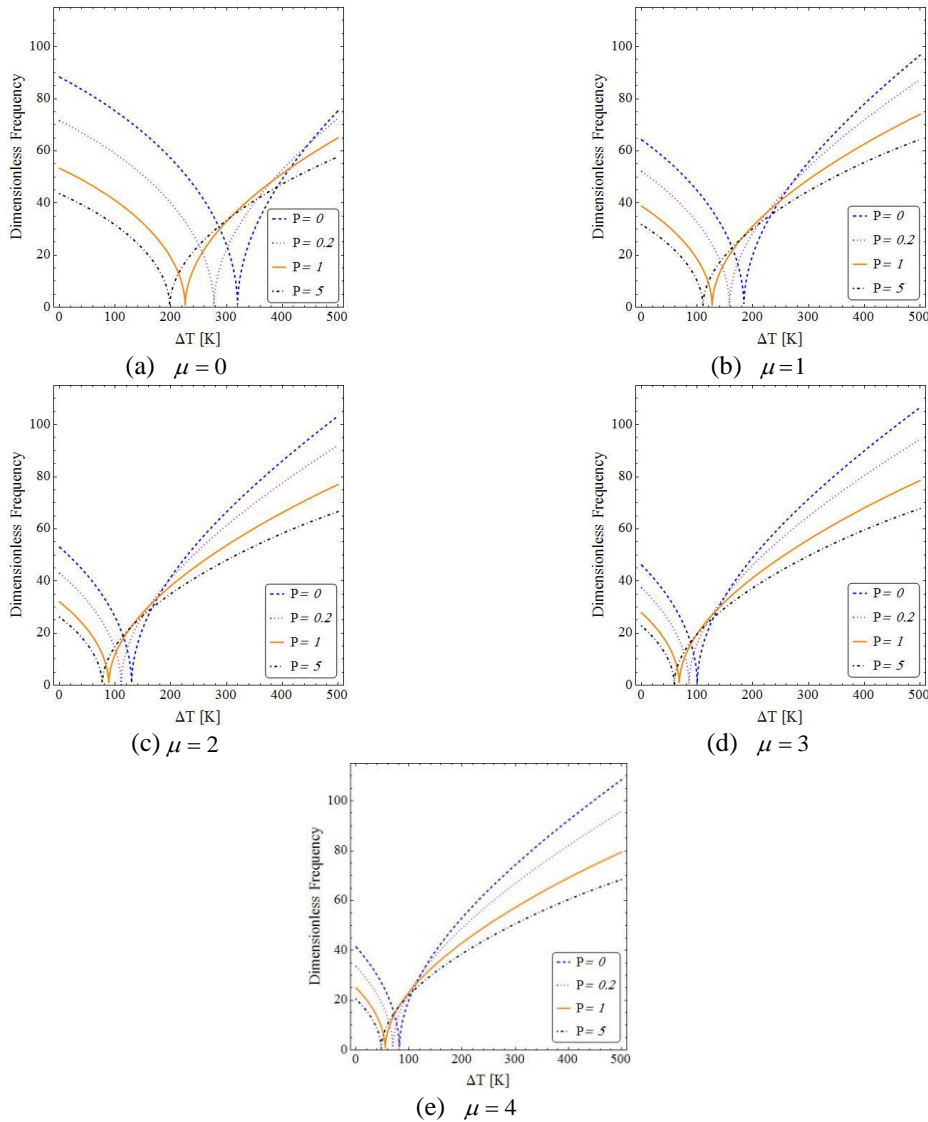 100
80
60
40
20
0
Dimensionless Frequency
P= 0
P= 0.2
P= 1
P= 5
0 100 200 300 400 500
ΔT [K]
(a) μ = 0
100
80
60
40
20
0
Dimensionless Frequency
P= 0
P= 0.2
P= 1
P= 5
0 100 200 300 400 500
ΔT [K]
(b) μ = 1
100
80
60
40
20
0
Dimensionless Frequency
P= 0
P= 0.2
P= 1
P= 5
0 100 200 300 400 500
ΔT [K]
(c) μ = 2
100
80
60
40
20
0
Dimensionless Frequency
P= 0
P= 0.2
P= 1
P= 5
0 100 200 300 400 500
ΔT [K]
(d) μ = 3
100
80
60
40
20
0
Dimensionless Frequency
P= 0
P= 0.2
P= 1
P= 5
0 100 200 300 400 500
ΔT [K]
(e) μ = 4